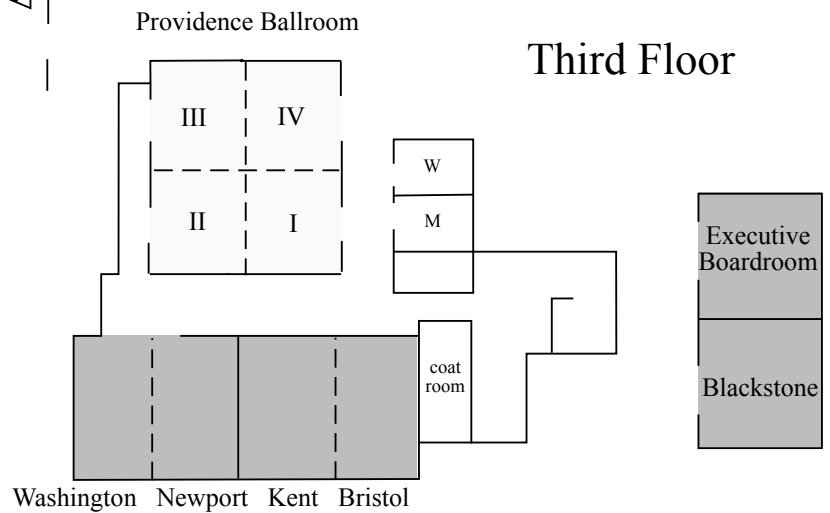 Providence Ballroom
Third Floor
III
IV
W
II
I
M
Executive
Boardroom
coat
room
Blackstone
Washington Newport Kent Bristol